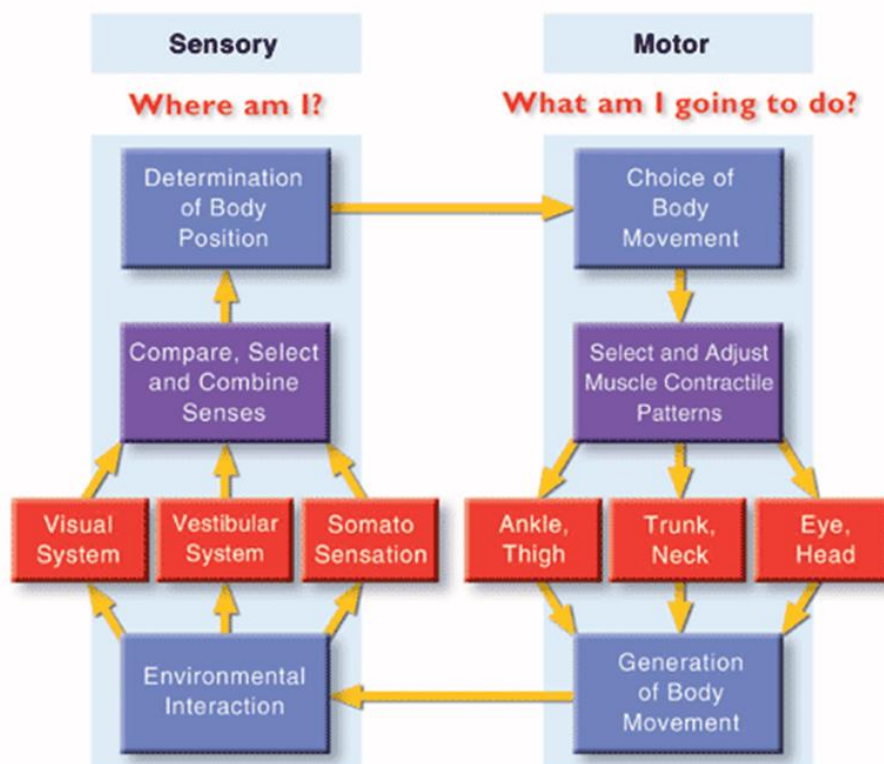 Sensory
Where am I?
Determination
of Body
Position
Compare, Select
and Combine
Senses
Visual
System
Vestibular
System
Somato
Sensation
Environmental
Interaction
Motor
What am I going to do?
Choice of
Body
Movement
Select and Adjust
Muscle Contractile
Patterns
Ankle,
Thigh
Trunk,
Neck
Eye,
Head
Generation
of Body
Movement